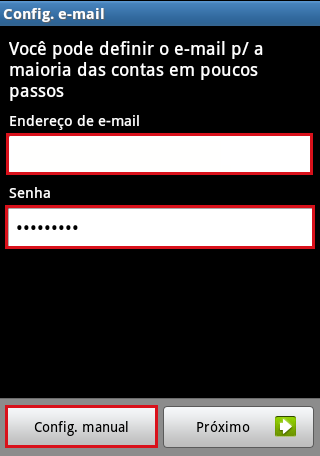 Config. e-mail
Você pode definir o e-mail p/ a
maioria das contas em poucos
passos
Endereço de e-mail
Senha
•••••••••
Config. manual
Próximo